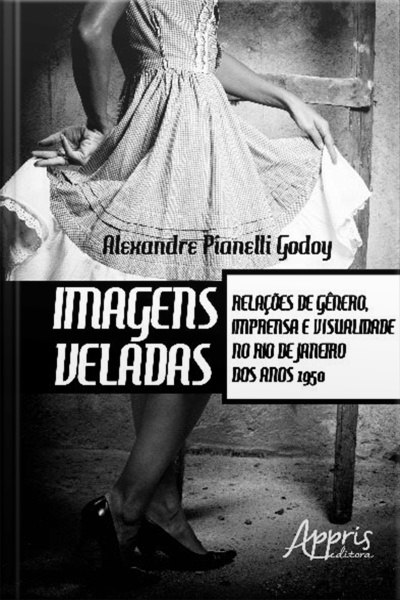 Alexandre Pianelli Godoy
IMAGENS
VELADAS
RELAÇÕES DE GÊNERO,
IMPRENSA E VISUALIDADE
NO RIO DE JANEIRO
DOS ANOS 1950
Appris
editora